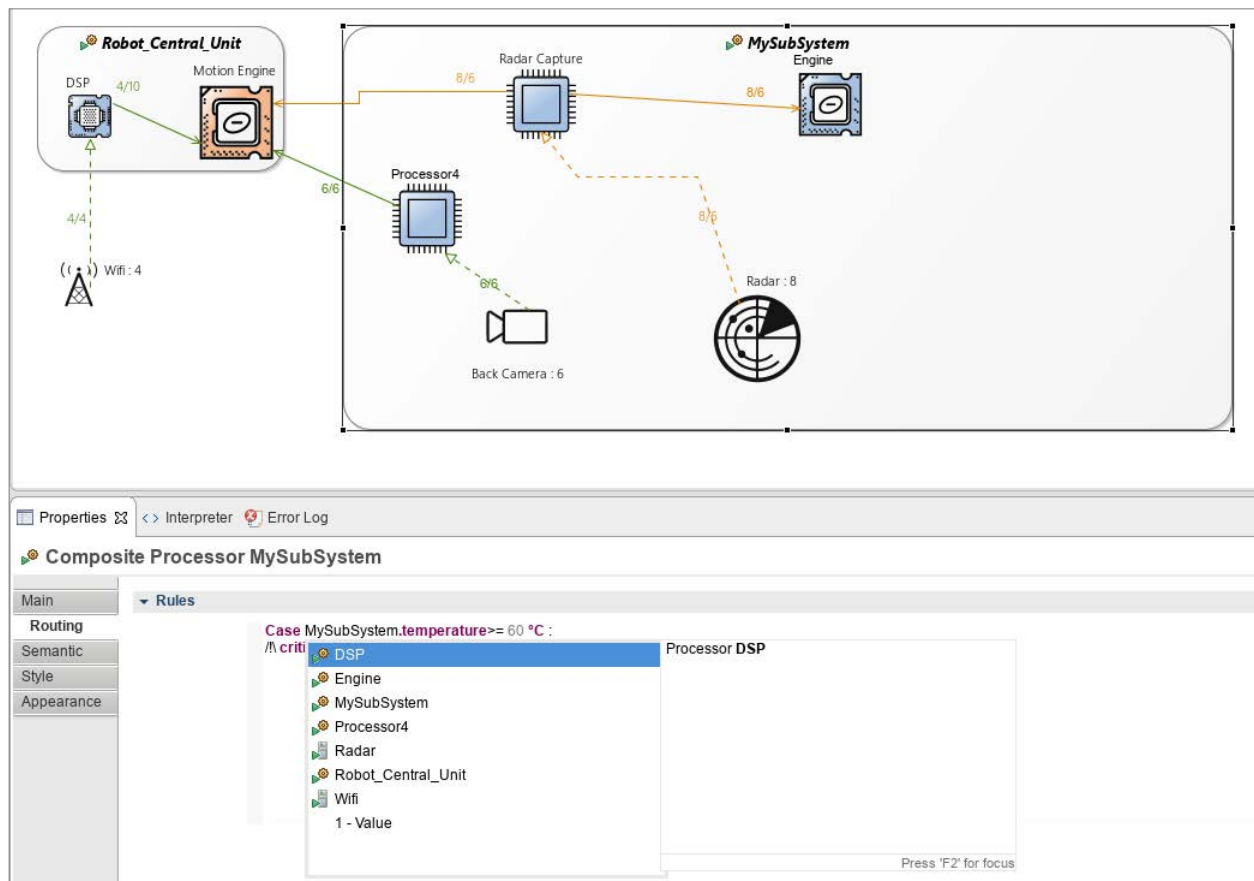 Robot_Central_Unit
MySubSystem
DSP
4/10
Motion Engine
8/6
Radar Capture
8/6
Engine
Processor4
6/6
4/4
8/6
Wifi : 4
6/6
Radar : 8
Back Camera : 6
Properties
Interpreter
Error Log
Composite Processor MySubSystem
Main
Routing
Semantic
Style
Appearance
Rules
Case MySubSystem.temperature>= 60 °C :
/!\ criti
DSP
Engine
MySubSystem
Processor4
Radar
Robot_Central_Unit
Wifi
1 - Value
Processor DSP
Press 'F2' for focus